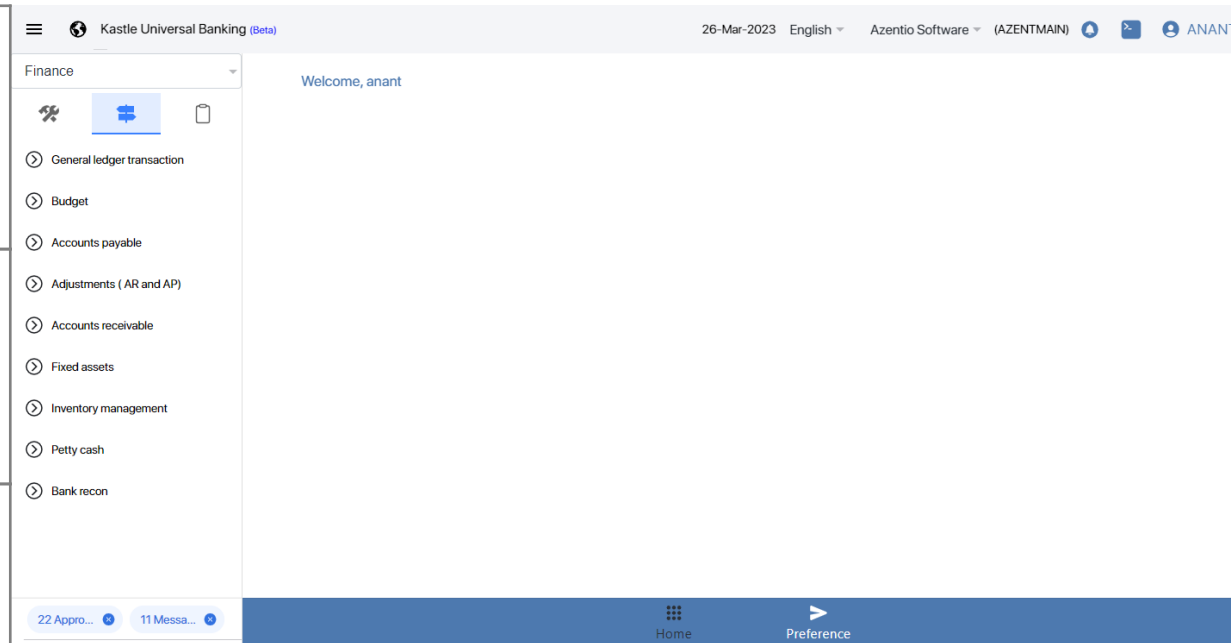 Kastle Universal Banking (Beta)
26-Mar-2023 English Azentio Software (AZENTMAIN) >_ ANANT
Finance
Welcome, anant
General ledger transaction
Budget
Accounts payable
Adjustments ( AR and AP)
Accounts receivable
Fixed assets
Inventory management
Petty cash
Bank recon
22 Appro... 11 Messa...
Home Preference